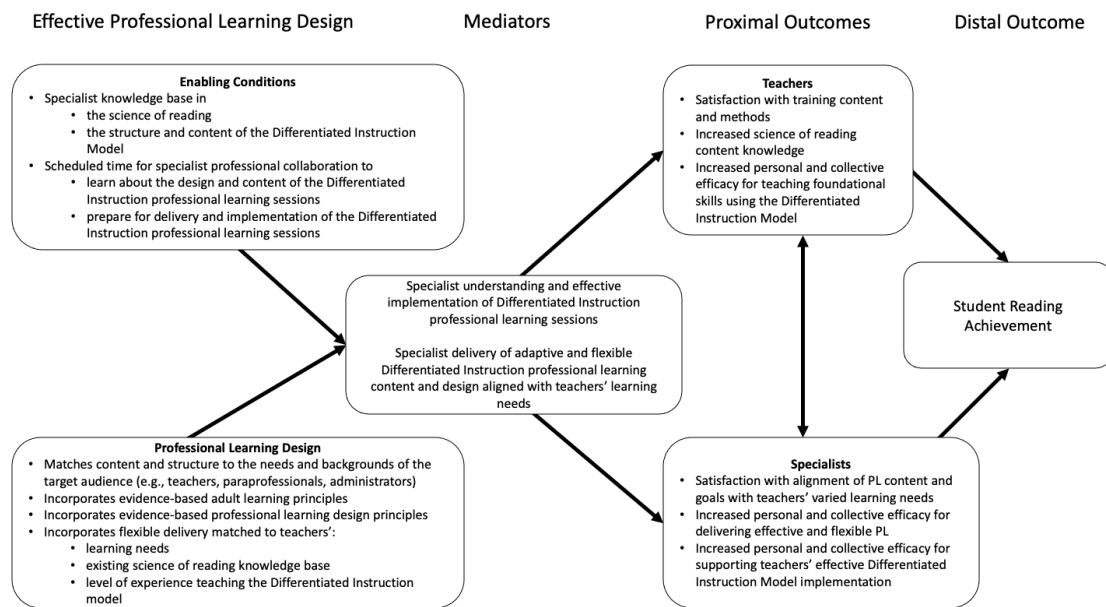 Effective Professional Learning Design
Mediators
Proximal Outcomes
Distal Outcome
Enabling Conditions
• Specialist knowledge base in
• the science of reading
• the structure and content of the Differentiated Instruction
Model
• Scheduled time for specialist professional collaboration to
• learn about the design and content of the Differentiated
Instruction professional learning sessions
• prepare for delivery and implementation of the Differentiated
Instruction professional learning sessions
Professional Learning Design
• Matches content and structure to the needs and backgrounds of the
target audience (e.g., teachers, paraprofessionals, administrators)
• Incorporates evidence-based adult learning principles
• Incorporates evidence-based professional learning design principles
• Incorporates flexible delivery matched to teachers’:
• learning needs
• existing science of reading knowledge base
• level of experience teaching the Differentiated Instruction
model
Specialist understanding and effective
implementation of Differentiated Instruction
professional learning sessions
Specialist delivery of adaptive and flexible
Differentiated Instruction professional learning
content and design aligned with teachers’ learning
needs
Teachers
• Satisfaction with training content
and methods
• Increased science of reading
content knowledge
• Increased personal and collective
efficacy for teaching foundational
skills using the Differentiated
Instruction Model
Specialists
• Satisfaction with alignment of PL content and
goals with teachers’ varied learning needs
• Increased personal and collective efficacy for
delivering effective and flexible PL
• Increased personal and collective efficacy for
supporting teachers’ effective Differentiated
Instruction Model implementation
Student Reading
Achievement